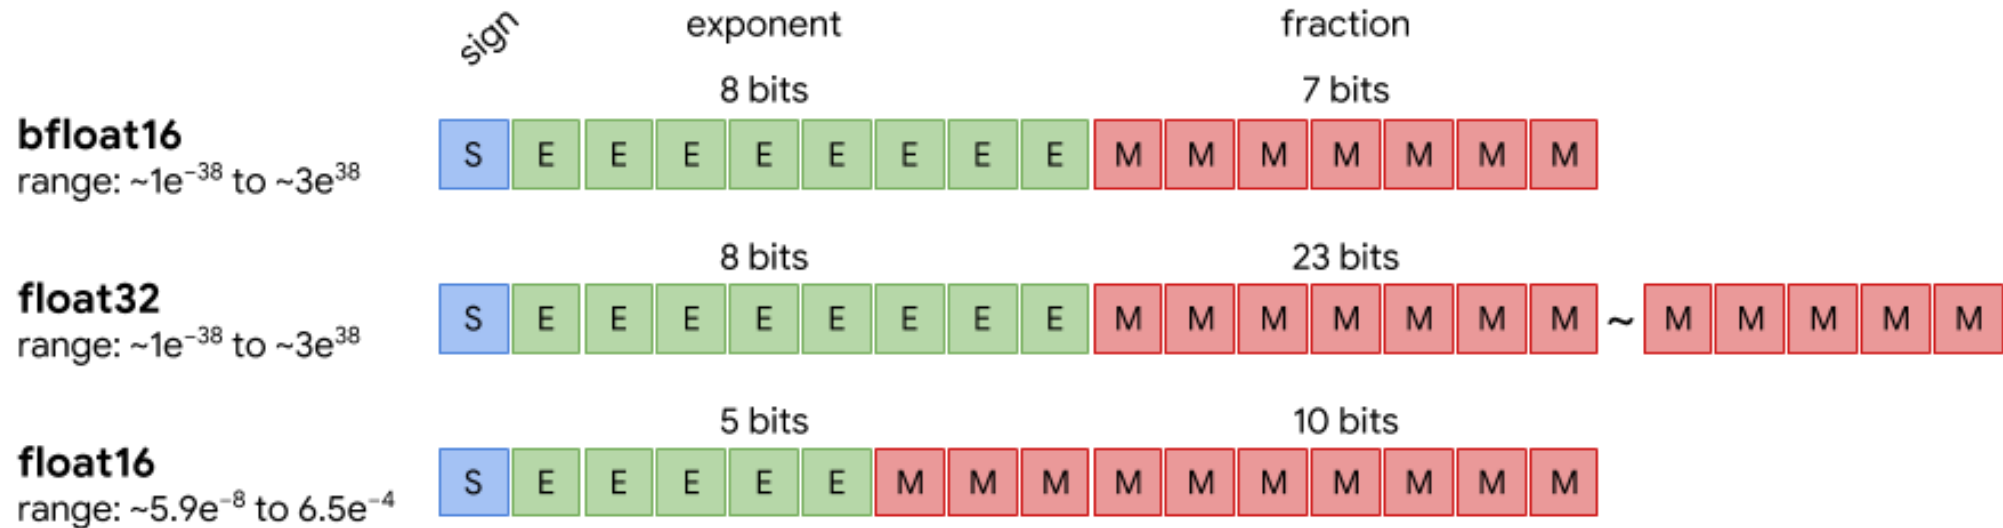 sign exponent fraction
8 bits 7 bits
bfloat16
S E E E E E E E E M M M M M M M
range: ~1e⁻³⁸ to ~3e³⁸
8 bits 23 bits
float32
S E E E E E E E E M M M M M M M ~ M M M M M
range: ~1e⁻³⁸ to ~3e³⁸
5 bits 10 bits
float16
S E E E E E M M M M M M M M M M
range: ~5.9e⁻⁸ to 6.5e⁻⁴